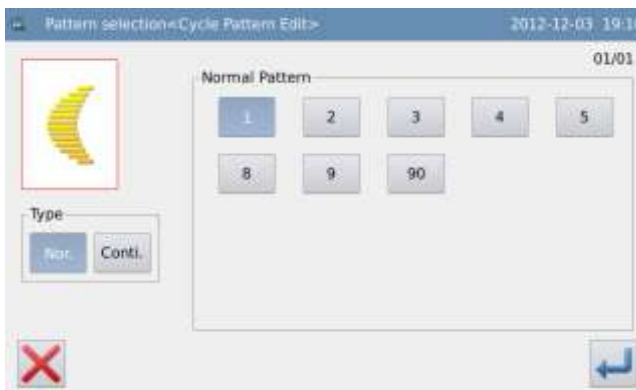 Pattern selection<Cycle Pattern Edit> 2012-12-03 19:1
01/01
Normal Pattern
1 2 3 4 5
8 9 90
Type
Nor. Conti.